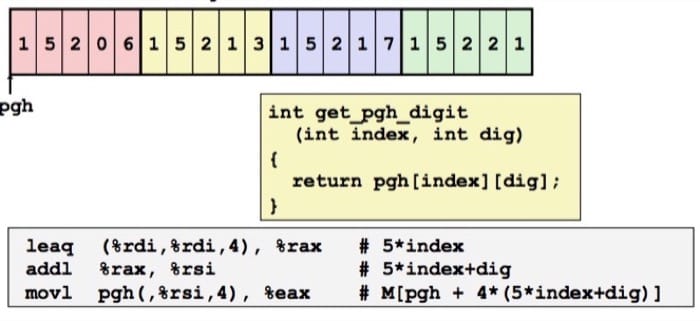 1 5 2 0 6 1 5 2 1 3 1 5 2 1 7 1 5 2 2 1
pgh
int get_pgh_digit
(int index, int dig)
{
return pgh[index][dig];
}
leaq (%rdi,%rdi,4), %rax # 5*index
addl %rax, %rsi # 5*index+dig
movl pgh(,%rsi,4), %eax # M[pgh + 4*(5*index+dig)]